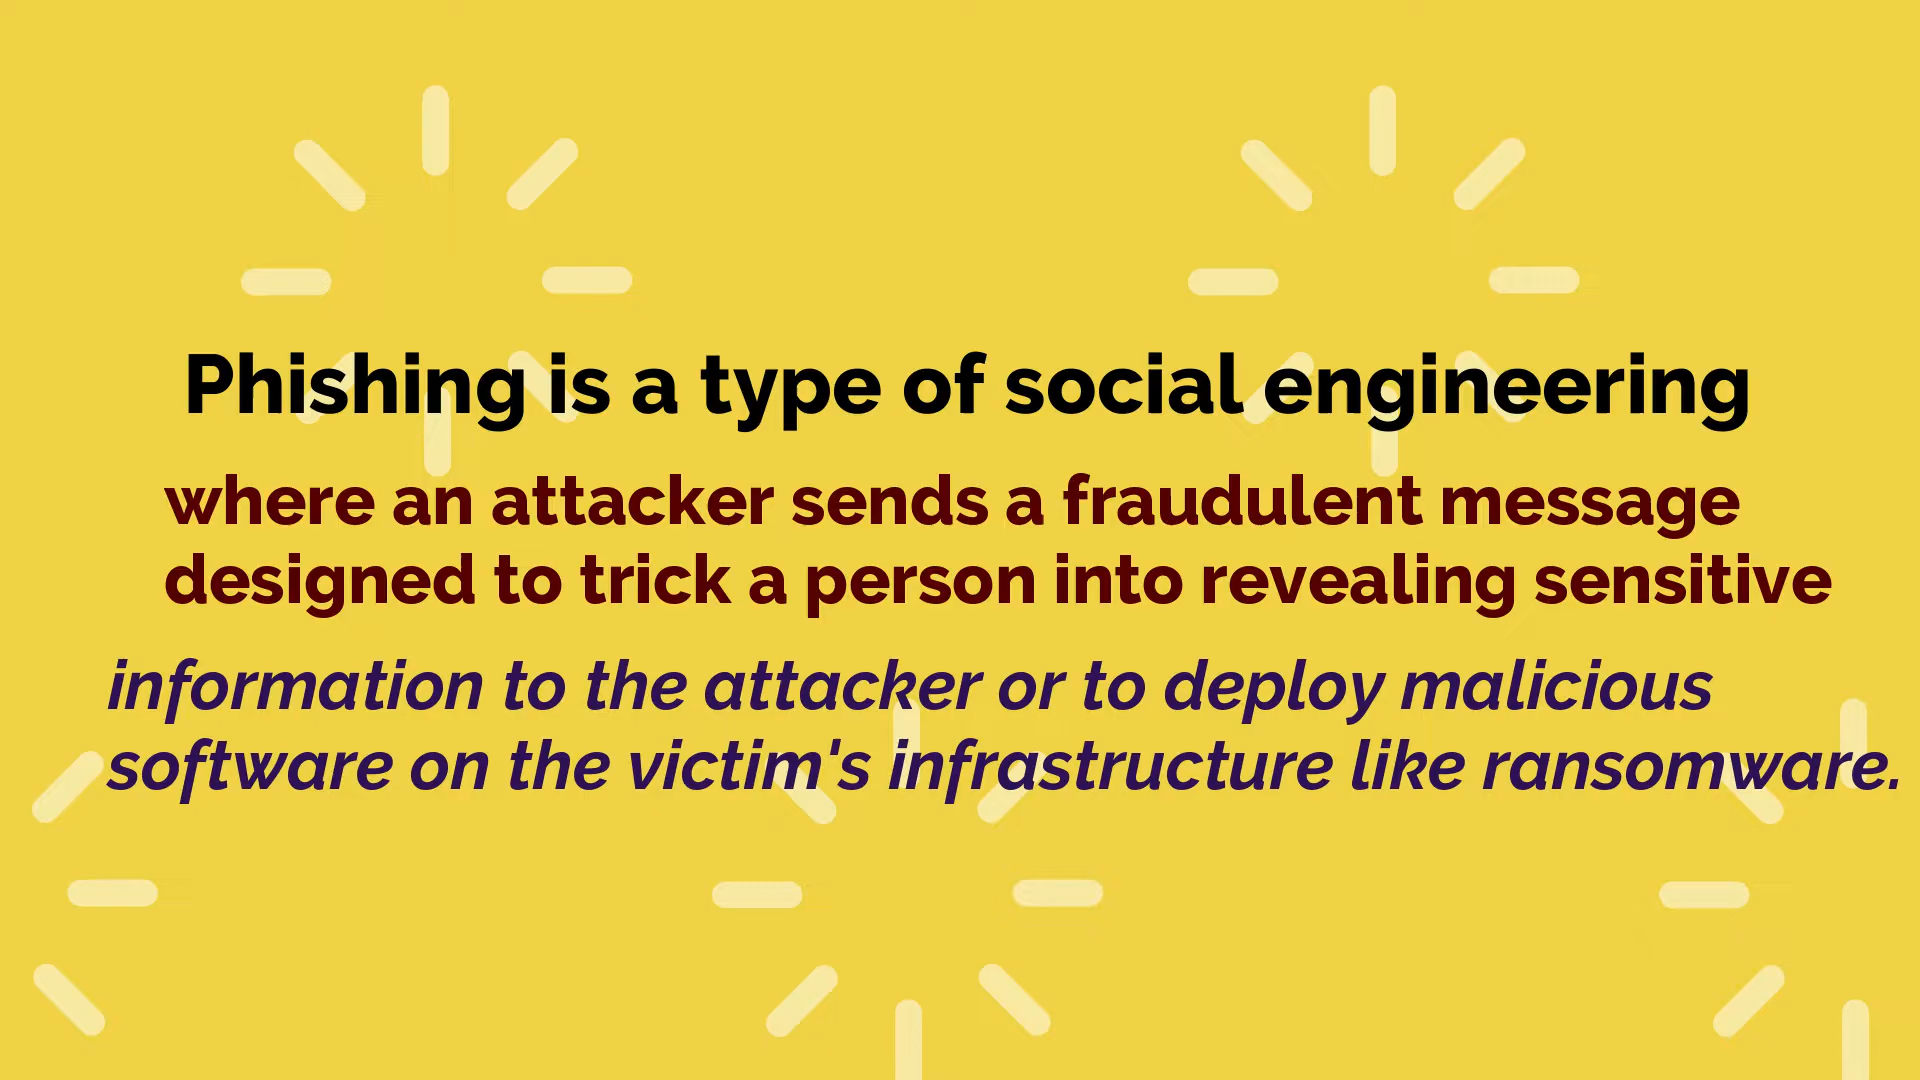 Phishing is a type of social engineering
where an attacker sends a fraudulent message
designed to trick a person into revealing sensitive
information to the attacker or to deploy malicious
software on the victim's infrastructure like ransomware.